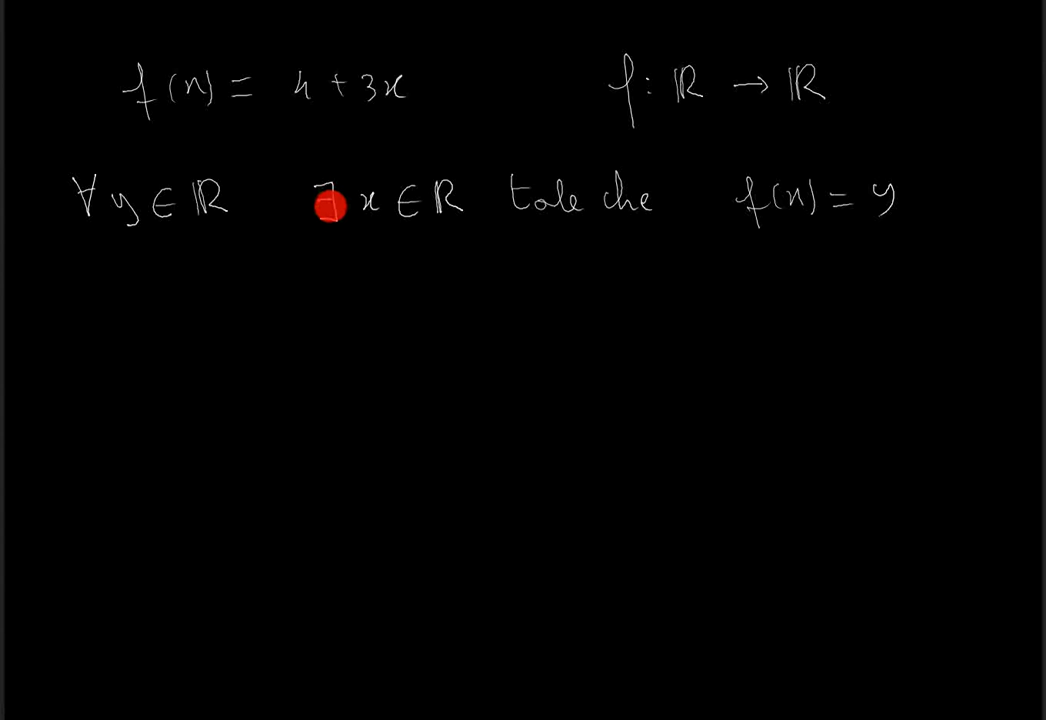 f(x) = 4 + 3x f: ℝ → ℝ
∀ y ∈ ℝ ∃ x ∈ ℝ tale che f(x) = y